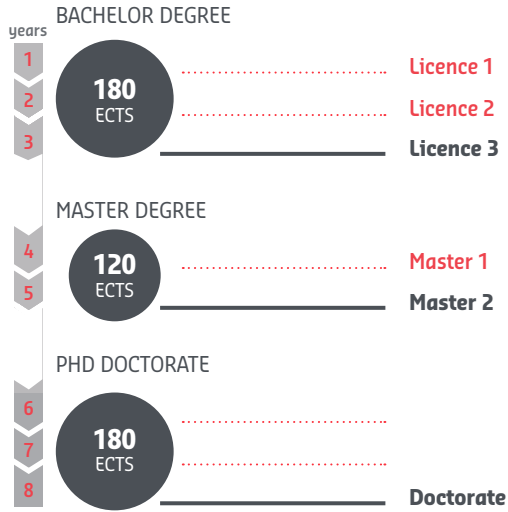 BACHELOR DEGREE
years
1
2
3
180
ECTS
Licence 1
Licence 2
Licence 3
MASTER DEGREE
4
5
120
ECTS
Master 1
Master 2
PHD DOCTORATE
6
7
8
180
ECTS
Doctorate